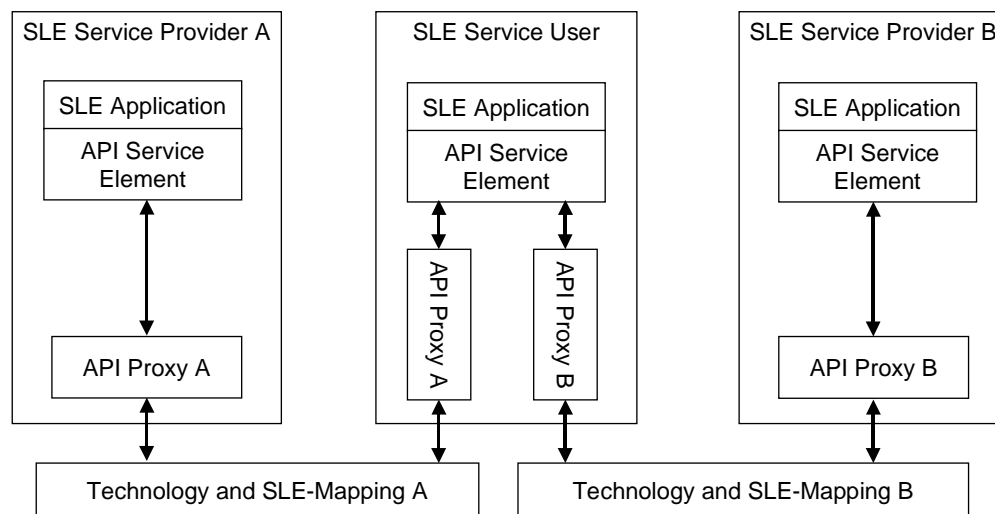 SLE Service Provider A
SLE Application
API Service
Element
API Proxy A
SLE Service User
SLE Application
API Service
Element
API Proxy A
API Proxy B
SLE Service Provider B
SLE Application
API Service
Element
API Proxy B
Technology and SLE-Mapping A
Technology and SLE-Mapping B